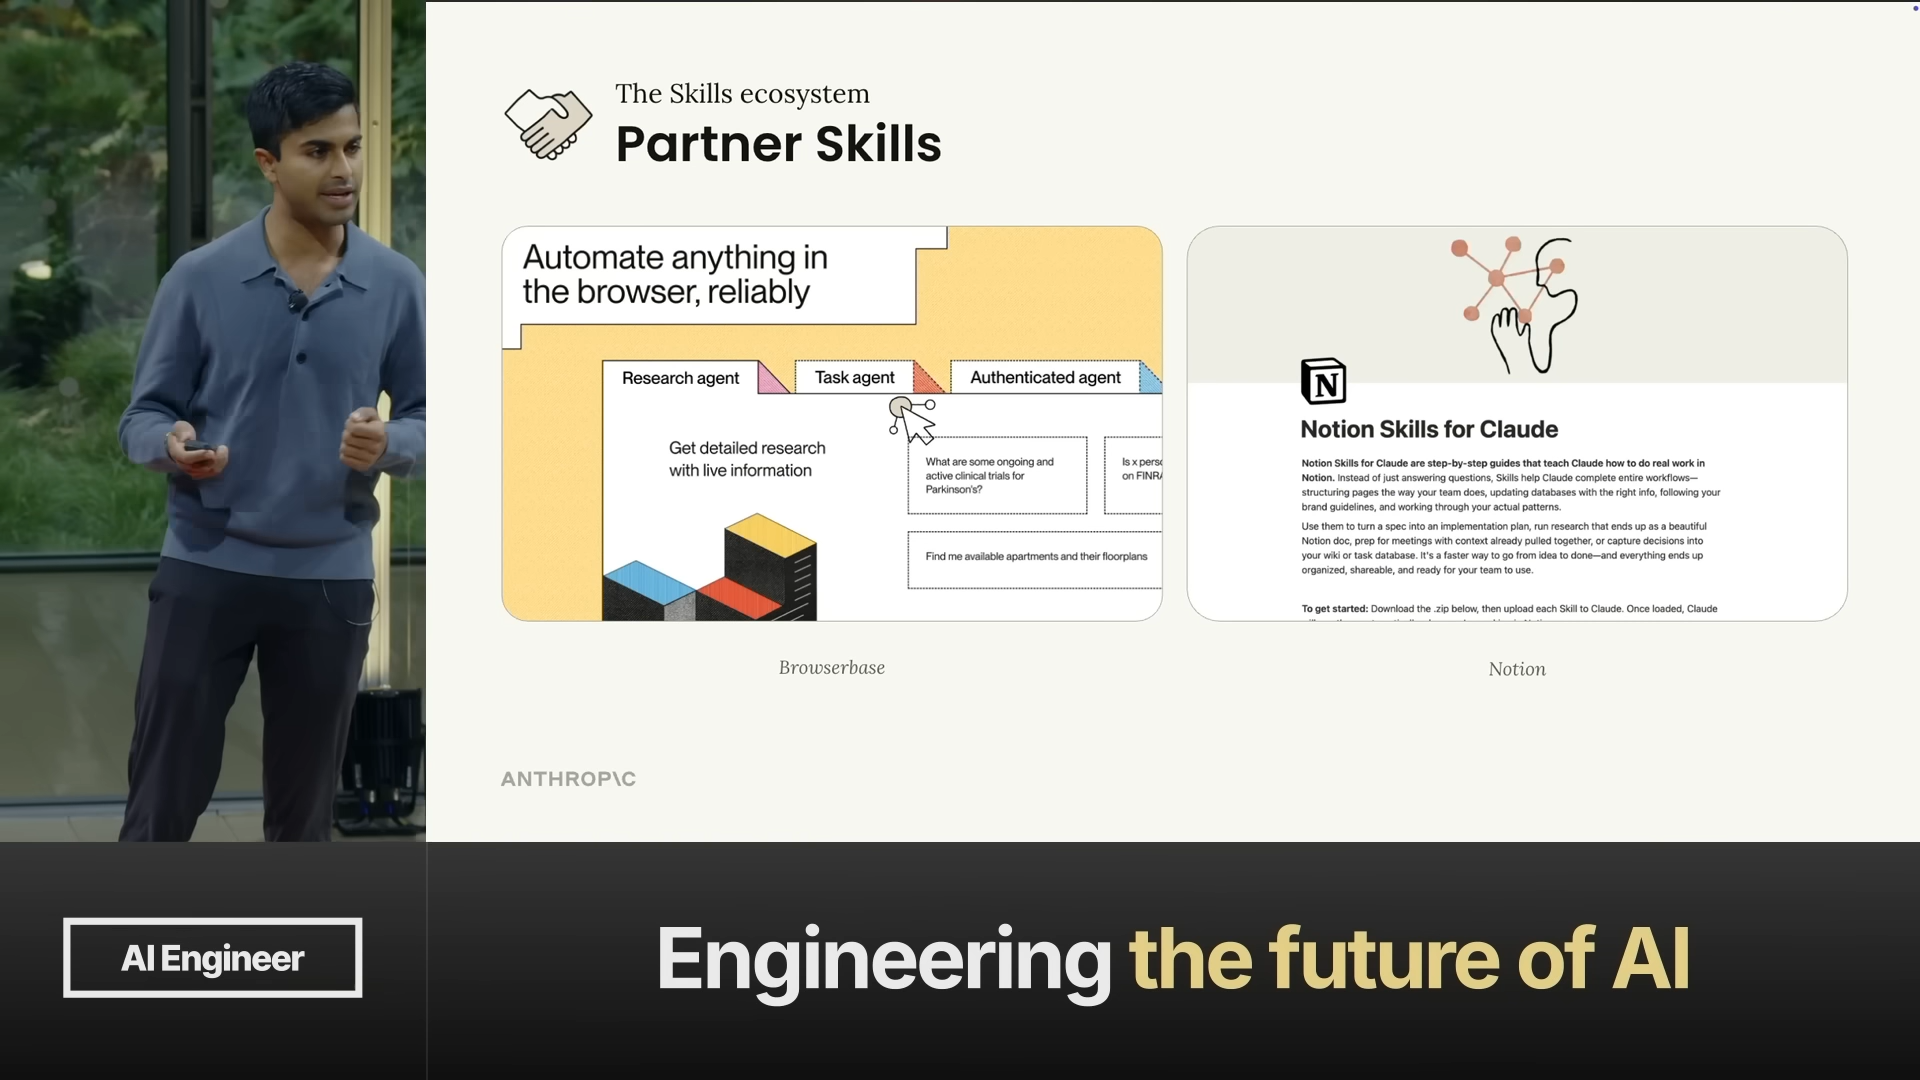 The Skills ecosystem
Partner Skills
Automate anything in
the browser, reliably
Research agent
Task agent
Authenticated agent
Get detailed research
with live information
What are some ongoing and
active clinical trials for
Parkinson's?
Is x pers
on FINRA
Find me available apartments and their floorplans
Browserbase
N
Notion Skills for Claude
Notion Skills for Claude are step-by-step guides that teach Claude how to do real work in
Notion. Instead of just answering questions, Skills help Claude complete entire workflows—
structuring pages the way your team does, updating databases with the right info, following your
brand guidelines, and working through your actual patterns.
Use them to turn a spec into an implementation plan, run research that ends up as a beautiful
Notion doc, prep for meetings with context already pulled together, or capture decisions into
your wiki or task database. It's a faster way to go from idea to done—and everything ends up
organized, shareable, and ready for your team to use.
To get started: Download the .zip below, then upload each Skill to Claude. Once loaded, Claude
Notion
ANTHROP\C
AI Engineer
Engineering the future of AI